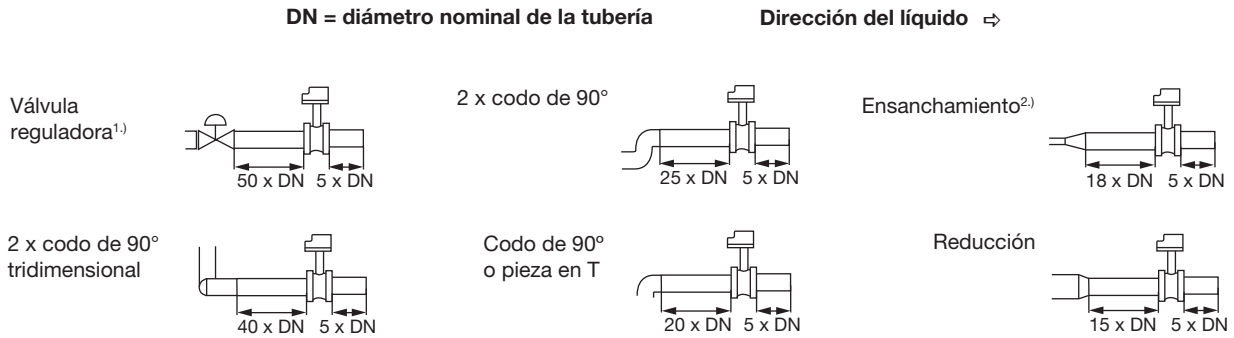 DN = diámetro nominal de la tubería
Dirección del líquido ⇨
Válvula
reguladora1.)
50 x DN 5 x DN
2 x codo de 90°
25 x DN 5 x DN
Ensanchamiento2.)
18 x DN 5 x DN
2 x codo de 90°
tridimensional
40 x DN 5 x DN
Codo de 90º
o pieza en T
20 x DN 5 x DN
Reducción
15 x DN 5 x DN